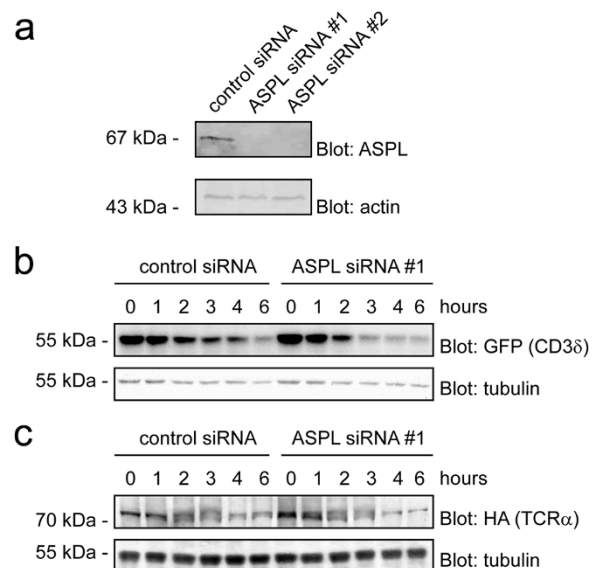 a
control siRNA
ASPL siRNA #1
ASPL siRNA #2
67 kDa -
Blot: ASPL
43 kDa -
Blot: actin
b
control siRNA ASPL siRNA #1
0 1 2 3 4 6 0 1 2 3 4 6 hours
55 kDa -
Blot: GFP (CD3δ)
55 kDa -
Blot: tubulin
c
control siRNA ASPL siRNA #1
0 1 2 3 4 6 0 1 2 3 4 6 hours
70 kDa -
Blot: HA (TCRα)
55 kDa -
Blot: tubulin